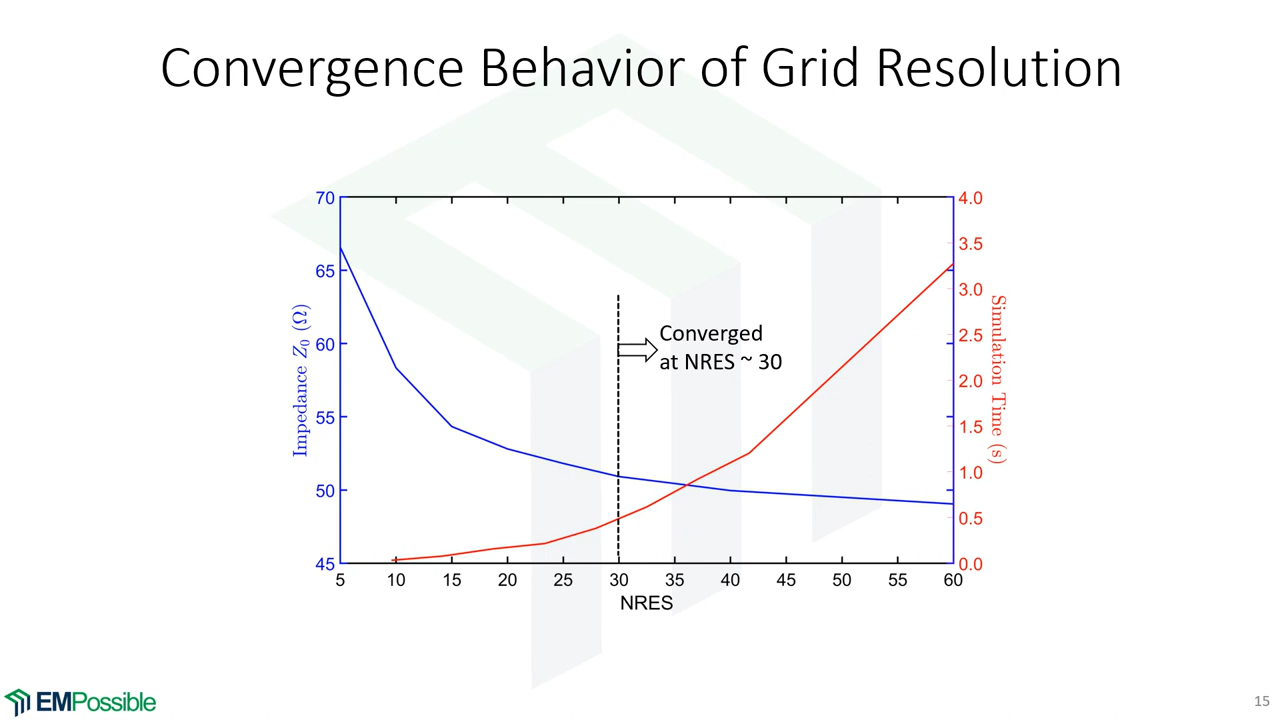 Convergence Behavior of Grid Resolution
70
65
60
55
50
45
Impedance Z₀ (Ω)
4.0
3.5
3.0
2.5
2.0
1.5
1.0
0.5
0.0
Simulation Time (s)
Converged
at NRES ~ 30
5 10 15 20 25 30 35 40 45 50 55 60
NRES
EMPossible
15